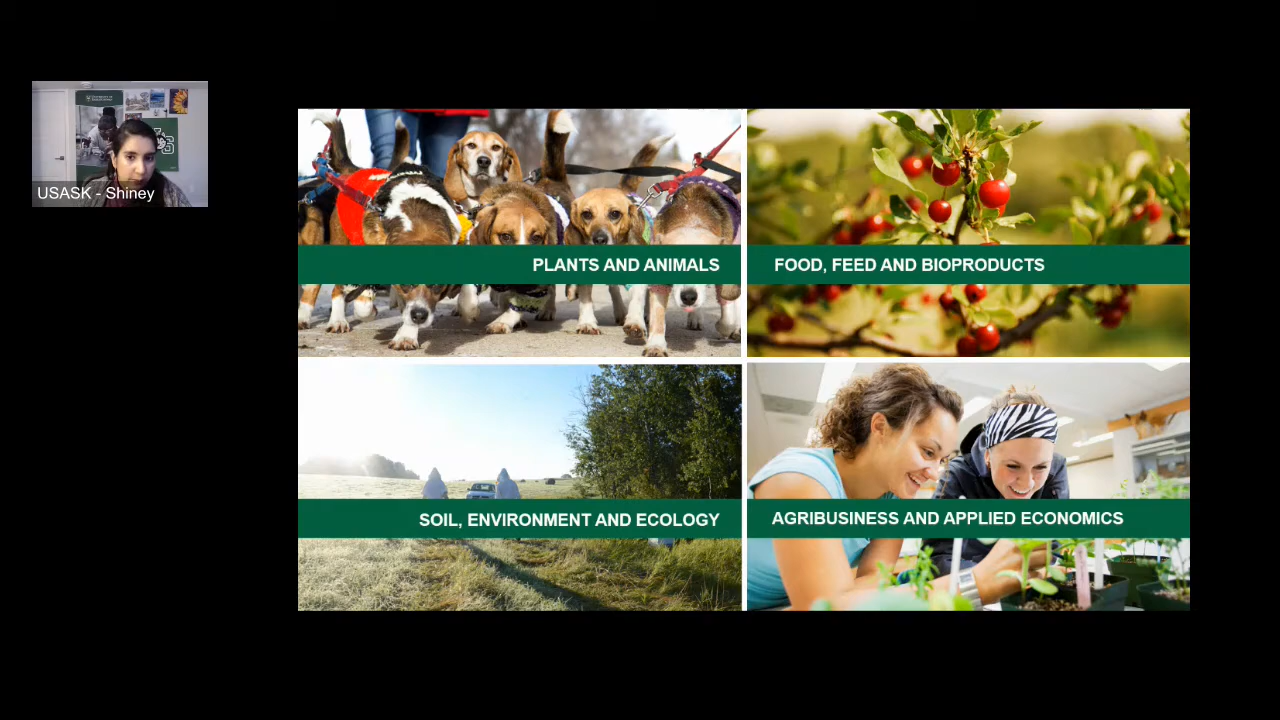 USASK - Shiney
PLANTS AND ANIMALS
FOOD, FEED AND BIOPRODUCTS
SOIL, ENVIRONMENT AND ECOLOGY
AGRIBUSINESS AND APPLIED ECONOMICS